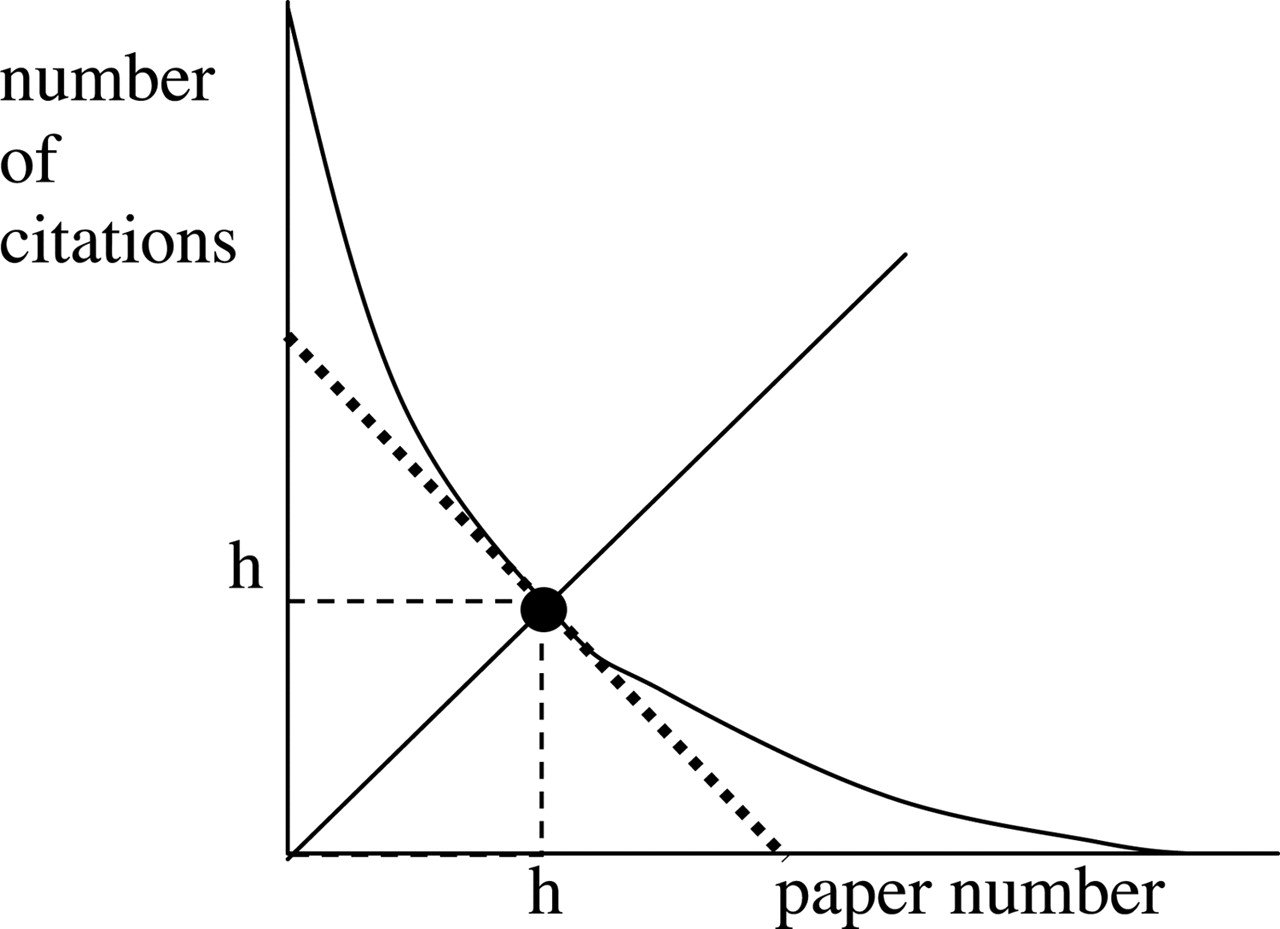 number
of
citations
h
h
paper number